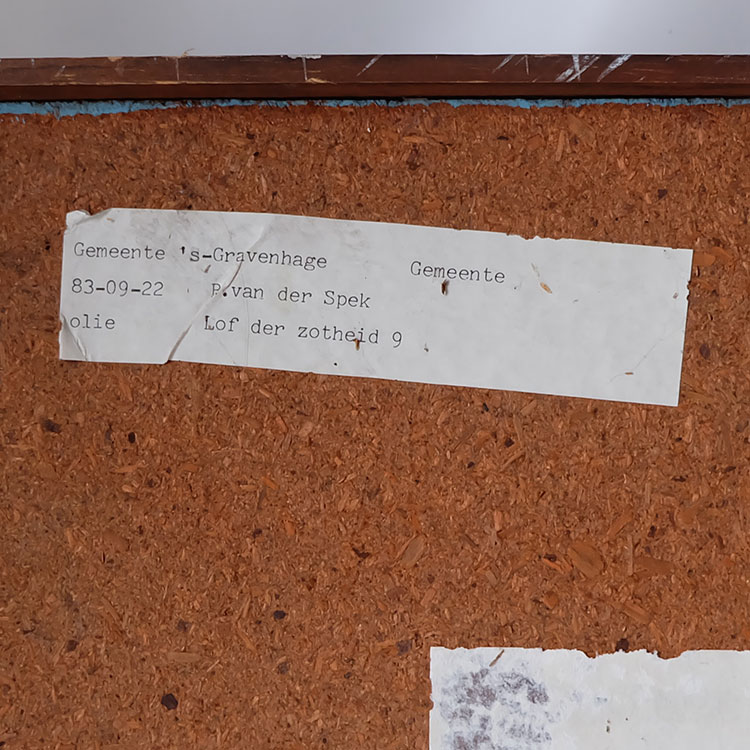 Gemeente 's-Gravenhage Gemeente
83-09-22 P.van der Spek
olie Lof der zotheid 9